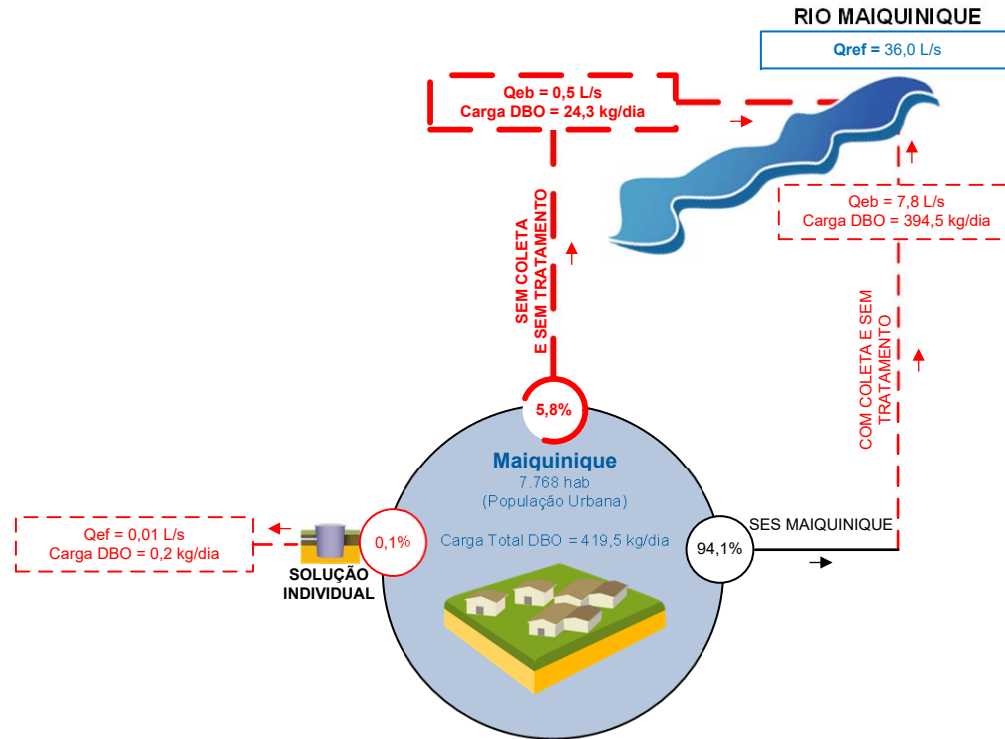 RIO MAIQUINIQUE
Qref = 36,0 L/s
Qeb = 0,5 L/s
Carga DBO = 24,3 kg/dia
Qeb = 7,8 L/s
Carga DBO = 394,5 kg/dia
SEM COLETA
E SEM TRATAMENTO
COM COLETA E SEM
TRATAMENTO
5,8%
Maiquinique
7.768 hab
(População Urbana)
Carga Total DBO = 419,5 kg/dia
SES MAIQUINIQUE
94,1%
0,1%
Qef = 0,01 L/s
Carga DBO = 0,2 kg/dia
SOLUÇÃO
INDIVIDUAL